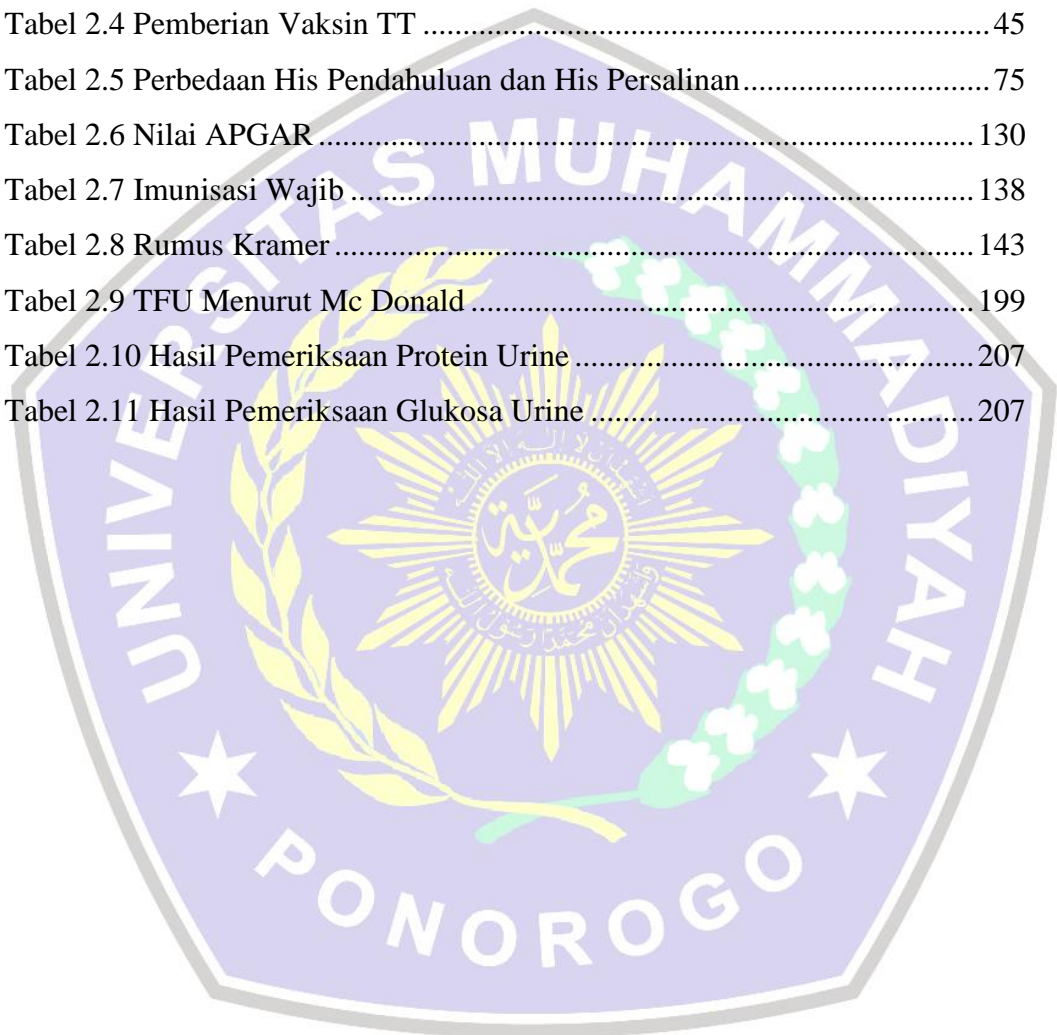 Tabel 2.4 Pemberian Vaksin TT ........................................................................ 45
Tabel 2.5 Perbedaan His Pendahuluan dan His Persalinan ............................... 75
Tabel 2.6 Nilai APGAR ................................................................................... 130
Tabel 2.7 Imunisasi Wajib ............................................................................... 138
Tabel 2.8 Rumus Kramer ................................................................................. 143
Tabel 2.9 TFU Menurut Mc Donald ................................................................ 199
Tabel 2.10 Hasil Pemeriksaan Protein Urine ................................................... 207
Tabel 2.11 Hasil Pemeriksaan Glukosa Urine ................................................. 207
UNIVERSITAS MUHAMMADIYAH
محمدية
PONOROGO